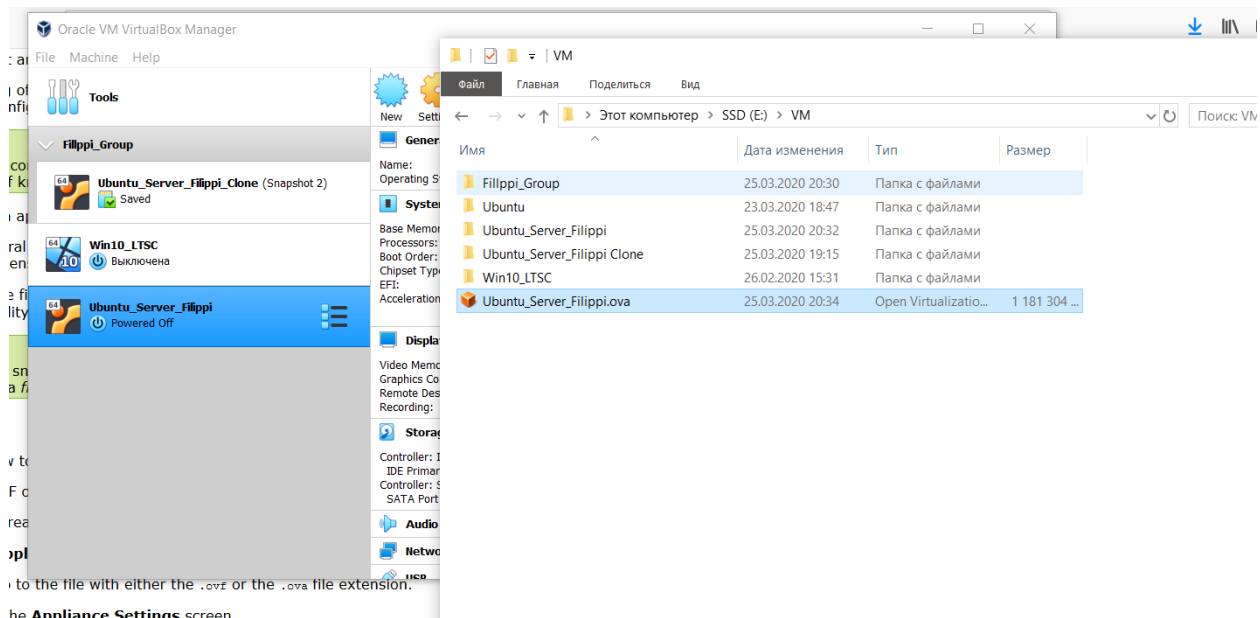 Oracle VM VirtualBox Manager
File Machine Help
Tools
Fillppi_Group
Ubuntu_Server_Filippi_Clone (Snapshot 2)
Saved
Win10_LTSC
Выключена
Ubuntu_Server_Filippi
Powered Off
New
Name:
Base Memor
Processors:
Boot Order:
Chipset Typ
EFI:
Acceleration
Video Memo
Graphics Co
Remote Des
Recording:
Controller: I
IDE Primar
Controller: S
SATA Port
Audio
VM
Файл Главная Поделиться Вид
Этот компьютер > SSD (E:) > VM
Поиск: VM
Имя Дата изменения Тип Размер
Fillppi_Group 25.03.2020 20:30 Папка с файлами
Ubuntu 23.03.2020 18:47 Папка с файлами
Ubuntu_Server_Filippi 25.03.2020 20:32 Папка с файлами
Ubuntu_Server_Filippi Clone 25.03.2020 19:15 Папка с файлами
Win10_LTSC 26.02.2020 15:31 Папка с файлами
Ubuntu_Server_Filippi.ova 25.03.2020 20:34 Open Virtualizatio... 1 181 304 ...
to the file with either the .ovf or the .ova file extension.
he Appliance Settings screen